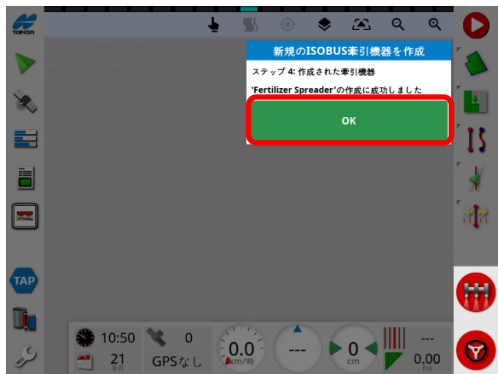 TOPCON
新規のISOBUS牽引機器を作成
ステップ 4: 作成された牽引機器
'Fertilizer Spreader'の作成に成功しました
OK
TAP
10:50
21
8月
0
GPSなし
0.0
km/時
---
0
cm
---
0.00
ha